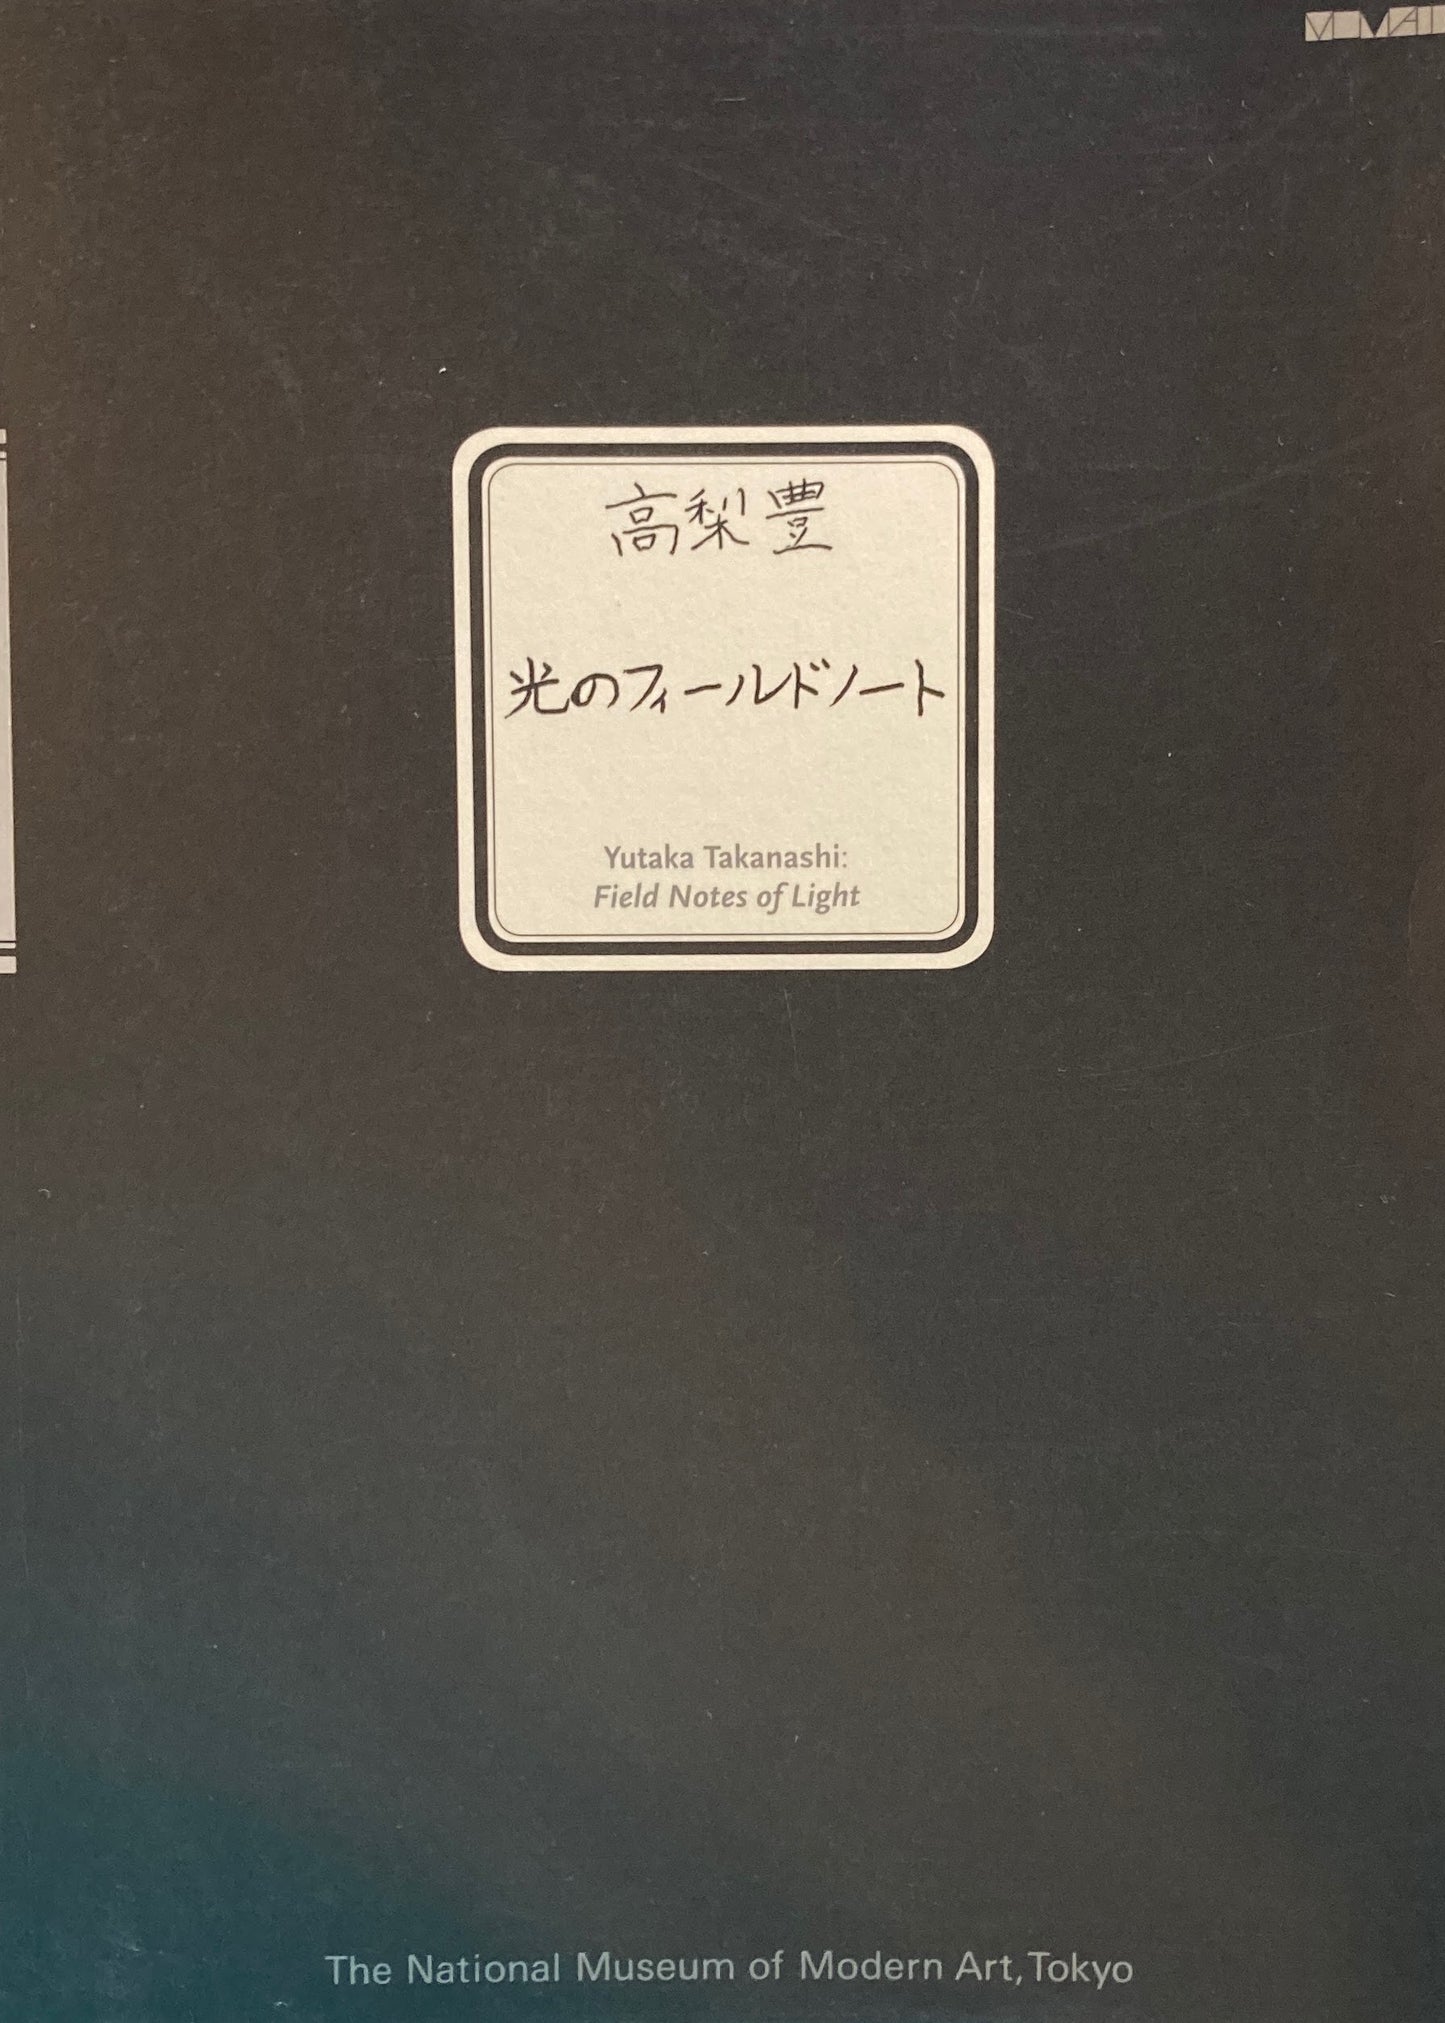 高梨豊
光のフィールドノート
Yutaka Takanashi:
Field Notes of Light
The National Museum of Modern Art, Tokyo